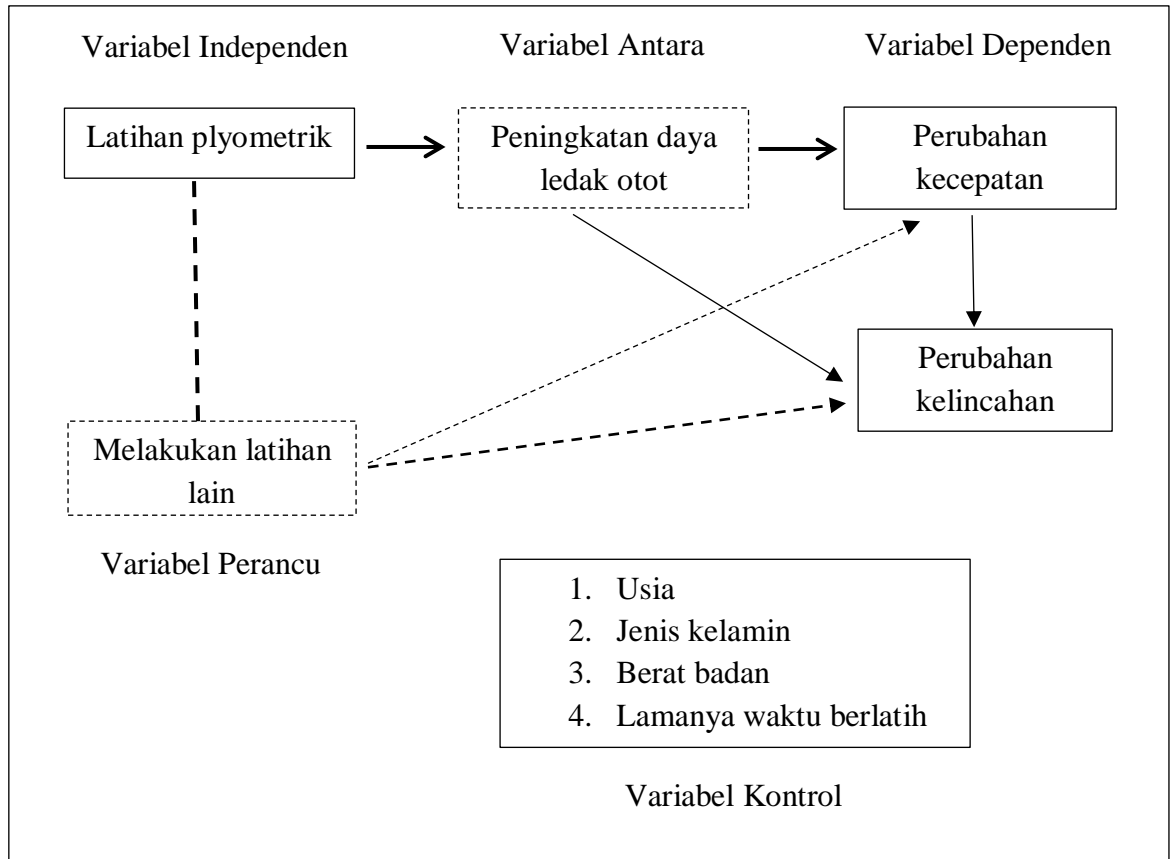 Variabel Independen
Variabel Antara
Variabel Dependen
Latihan plyometrik
Peningkatan daya
ledak otot
Perubahan
kecepatan
Perubahan
kelincahan
Melakukan latihan
lain
Variabel Perancu
1. Usia
2. Jenis kelamin
3. Berat badan
4. Lamanya waktu berlatih
Variabel Kontrol